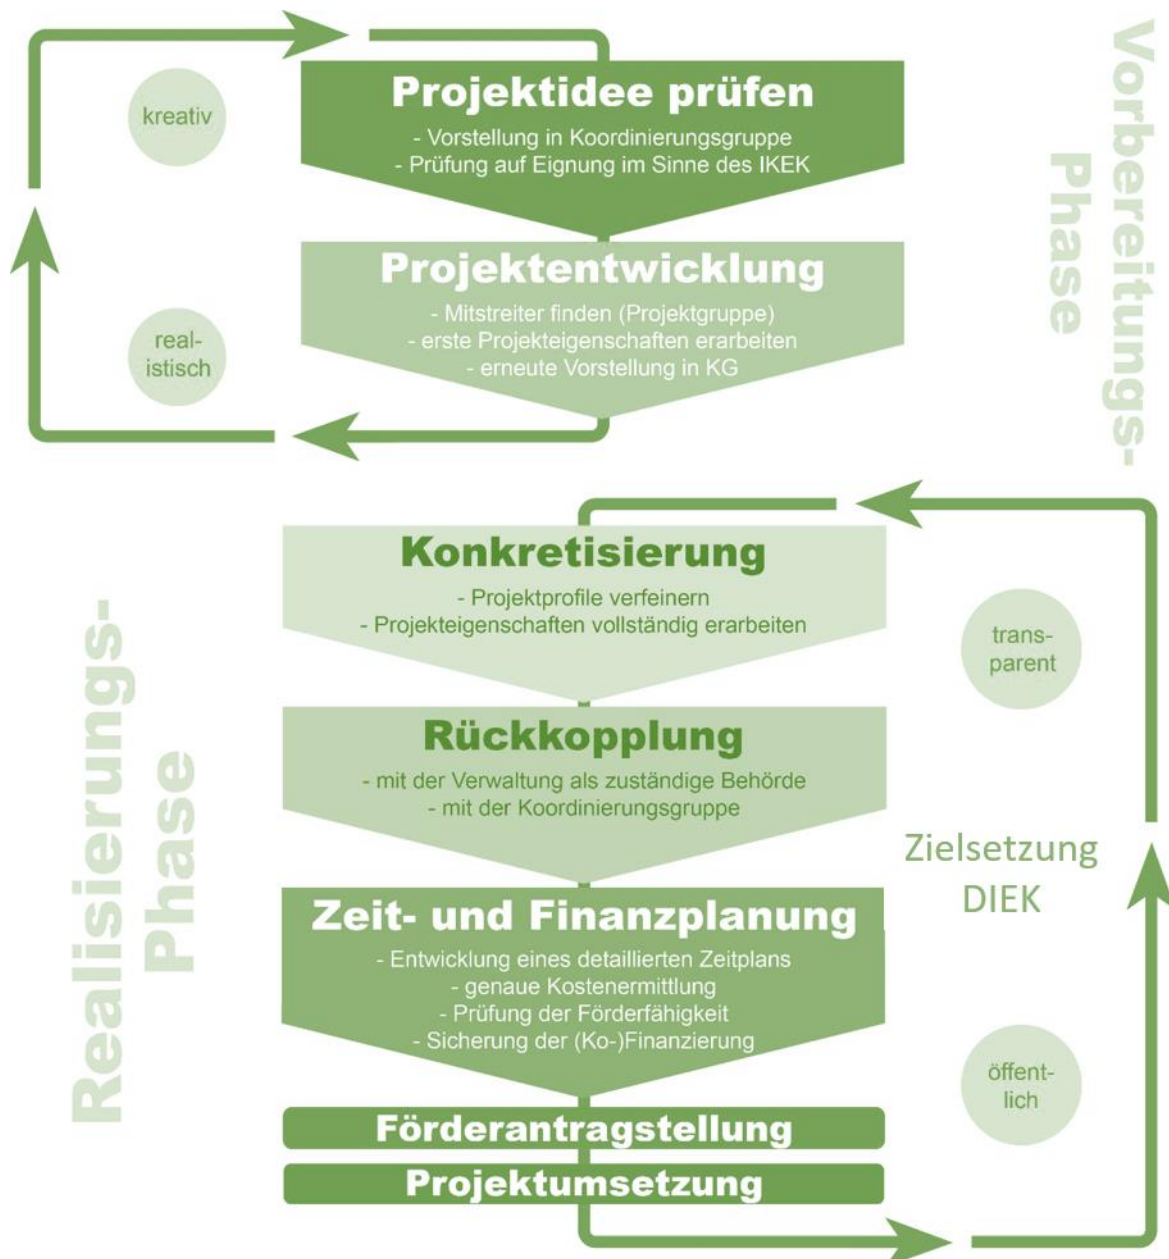 Vorbereitungs-
Phase
kreativ
Projektidee prüfen
- Vorstellung in Koordinierungsgruppe
- Prüfung auf Eignung im Sinne des IKEK
Projektentwicklung
- Mitstreiter finden (Projektgruppe)
- erste Projekteigenschaften erarbeiten
- erneute Vorstellung in KG
real-
istisch
Realisierungs-
Phase
Konkretisierung
- Projektprofile verfeinern
- Projekteigenschaften vollständig erarbeiten
trans-
parent
Rückkopplung
- mit der Verwaltung als zuständige Behörde
- mit der Koordinierungsgruppe
Zielsetzung
DIEK
Zeit- und Finanzplanung
- Entwicklung eines detaillierten Zeitplans
- genaue Kostenermittlung
- Prüfung der Förderfähigkeit
- Sicherung der (Ko-)Finanzierung
öffent-
lich
Förderantragstellung
Projektumsetzung